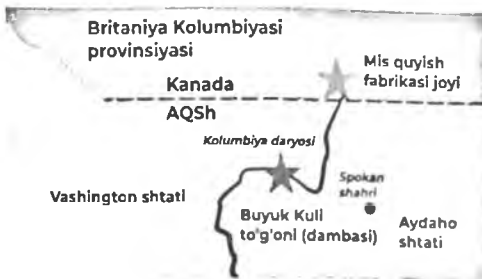 Britaniya Kolumbiyasi
provinsiyasi
Mis quyish
fabrikasi joyi
Kanada
AQSh
Kolumbiya daryosi
Vashington shtati
Spokan
shahri
Buyuk Kuli
to'g'oni (dambasi)
Aydaho
shtati